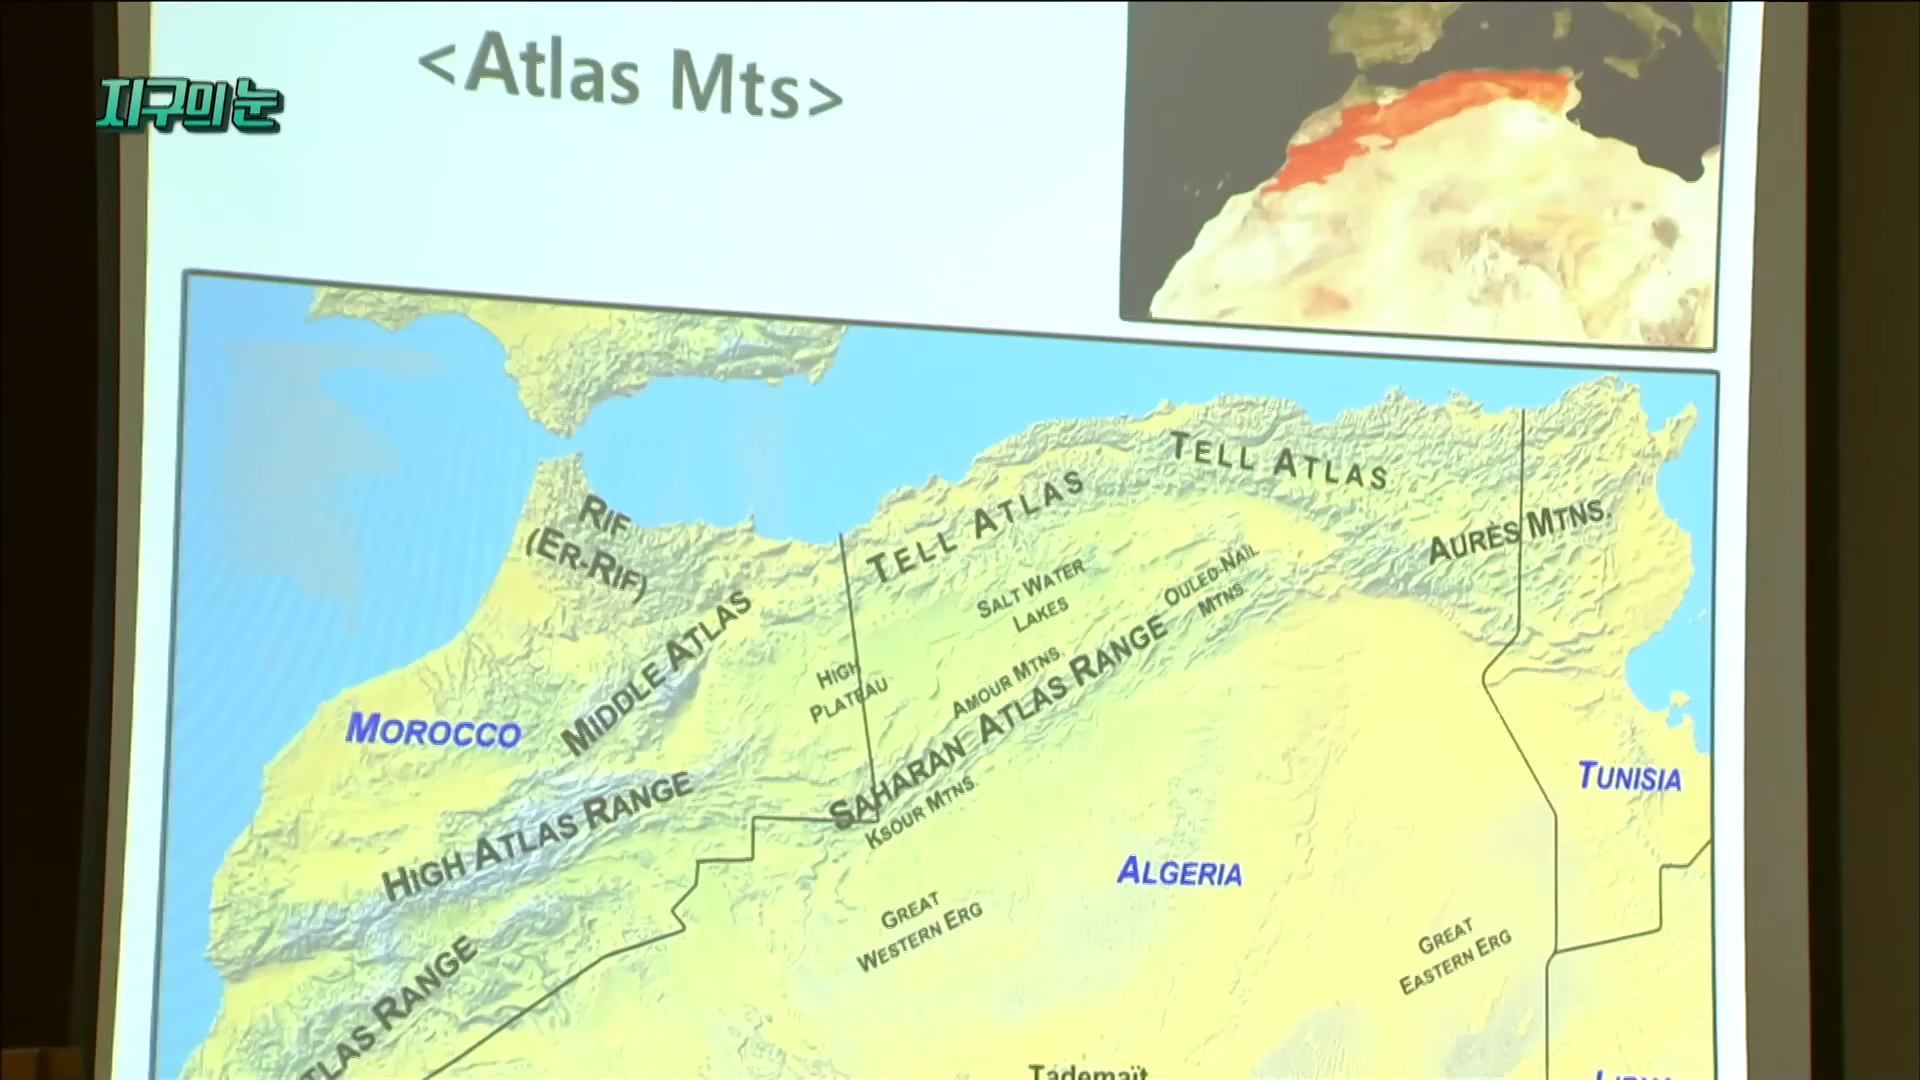 <Atlas Mts>
지구의 눈
TELL ATLAS
TELL ATLAS
RIF
(ER-RIF)
AURÈS MTNS.
SALT WATER
LAKES
OULED-NAIL
MTNS.
MIDDLE ATLAS
HIGH
PLATEAU
AMOUR MTNS.
SAHARAN ATLAS RANGE
KSOUR MTNS.
MOROCCO
TUNISIA
HIGH ATLAS RANGE
ALGERIA
GREAT
WESTERN ERG
GREAT
EASTERN ERG
ATLAS RANGE
Tademaït